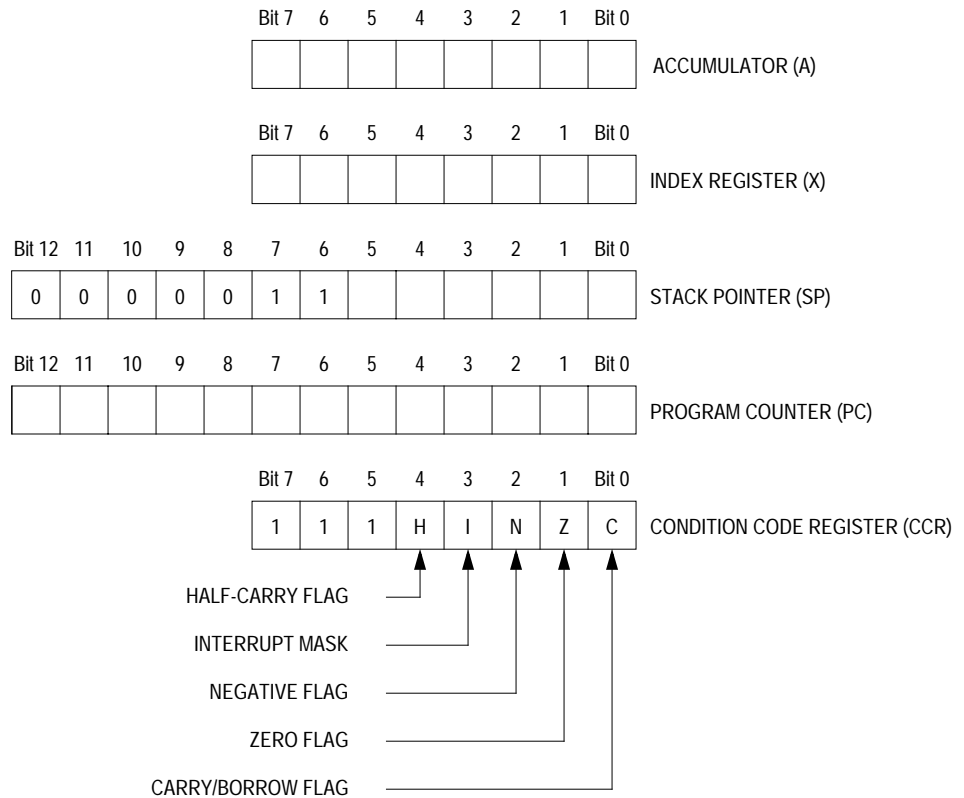 Bit 7 6 5 4 3 2 1 Bit 0
ACCUMULATOR (A)
Bit 7 6 5 4 3 2 1 Bit 0
INDEX REGISTER (X)
Bit 12 11 10 9 8 7 6 5 4 3 2 1 Bit 0
0 0 0 0 0 1 1 STACK POINTER (SP)
Bit 12 11 10 9 8 7 6 5 4 3 2 1 Bit 0
PROGRAM COUNTER (PC)
Bit 7 6 5 4 3 2 1 Bit 0
1 1 1 H I N Z C CONDITION CODE REGISTER (CCR)
HALF-CARRY FLAG
INTERRUPT MASK
NEGATIVE FLAG
ZERO FLAG
CARRY/BORROW FLAG